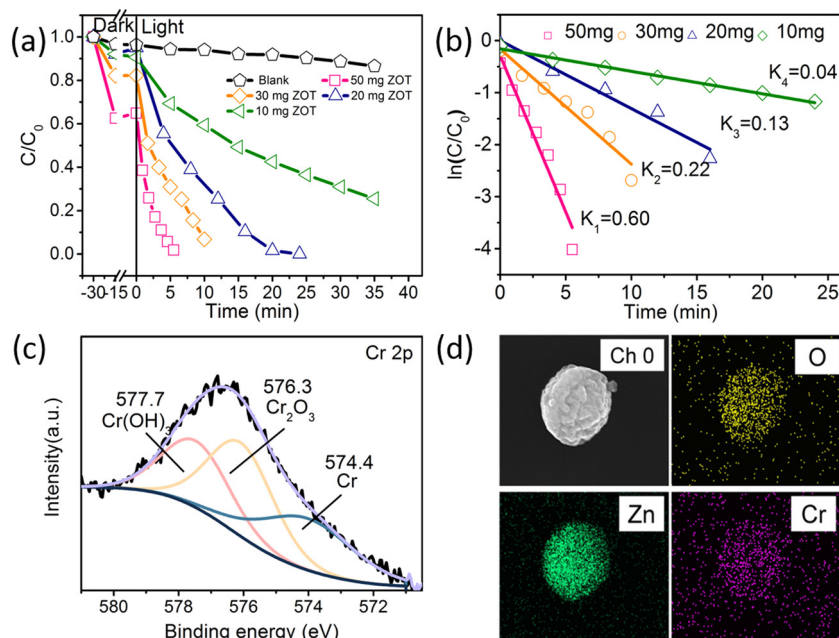 (a)
Dark
Light
1.0
0.8
0.6
0.4
0.2
0.0
C/C₀
Blank
50 mg ZOT
30 mg ZOT
20 mg ZOT
10 mg ZOT
-30
-15
0
5
10
15
20
25
30
35
40
Time (min)
(b)
50mg
30mg
20mg
10mg
0
-1
-2
-3
-4
ln(C/C₀)
K₄=0.04
K₃=0.13
K₂=0.22
K₁=0.60
0
5
10
15
20
25
Time (min)
(c)
Cr 2p
577.7
Cr(OH)₃
576.3
Cr₂O₃
574.4
Cr
Intensity(a.u.)
580
578
576
574
572
Binding energy (eV)
(d)
Ch 0
O
Zn
Cr